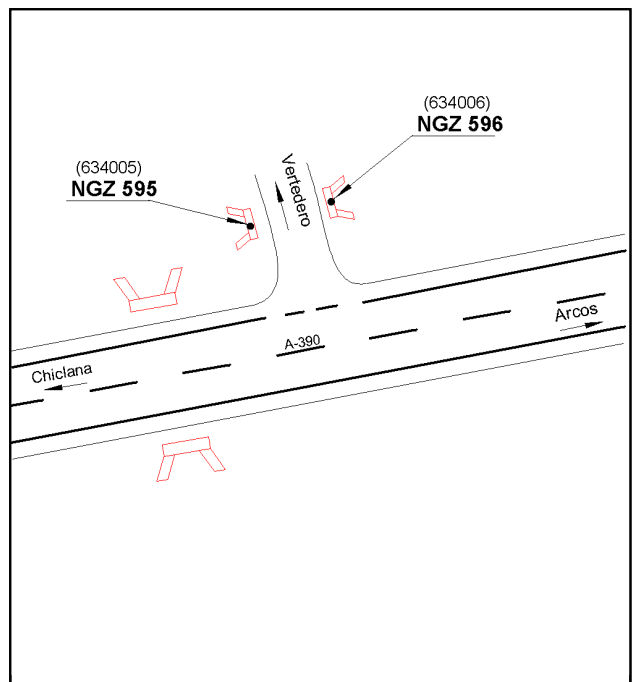 (634006)
NGZ 596
(634005)
NGZ 595
Vertedero
Arcos
A-390
Chiclana